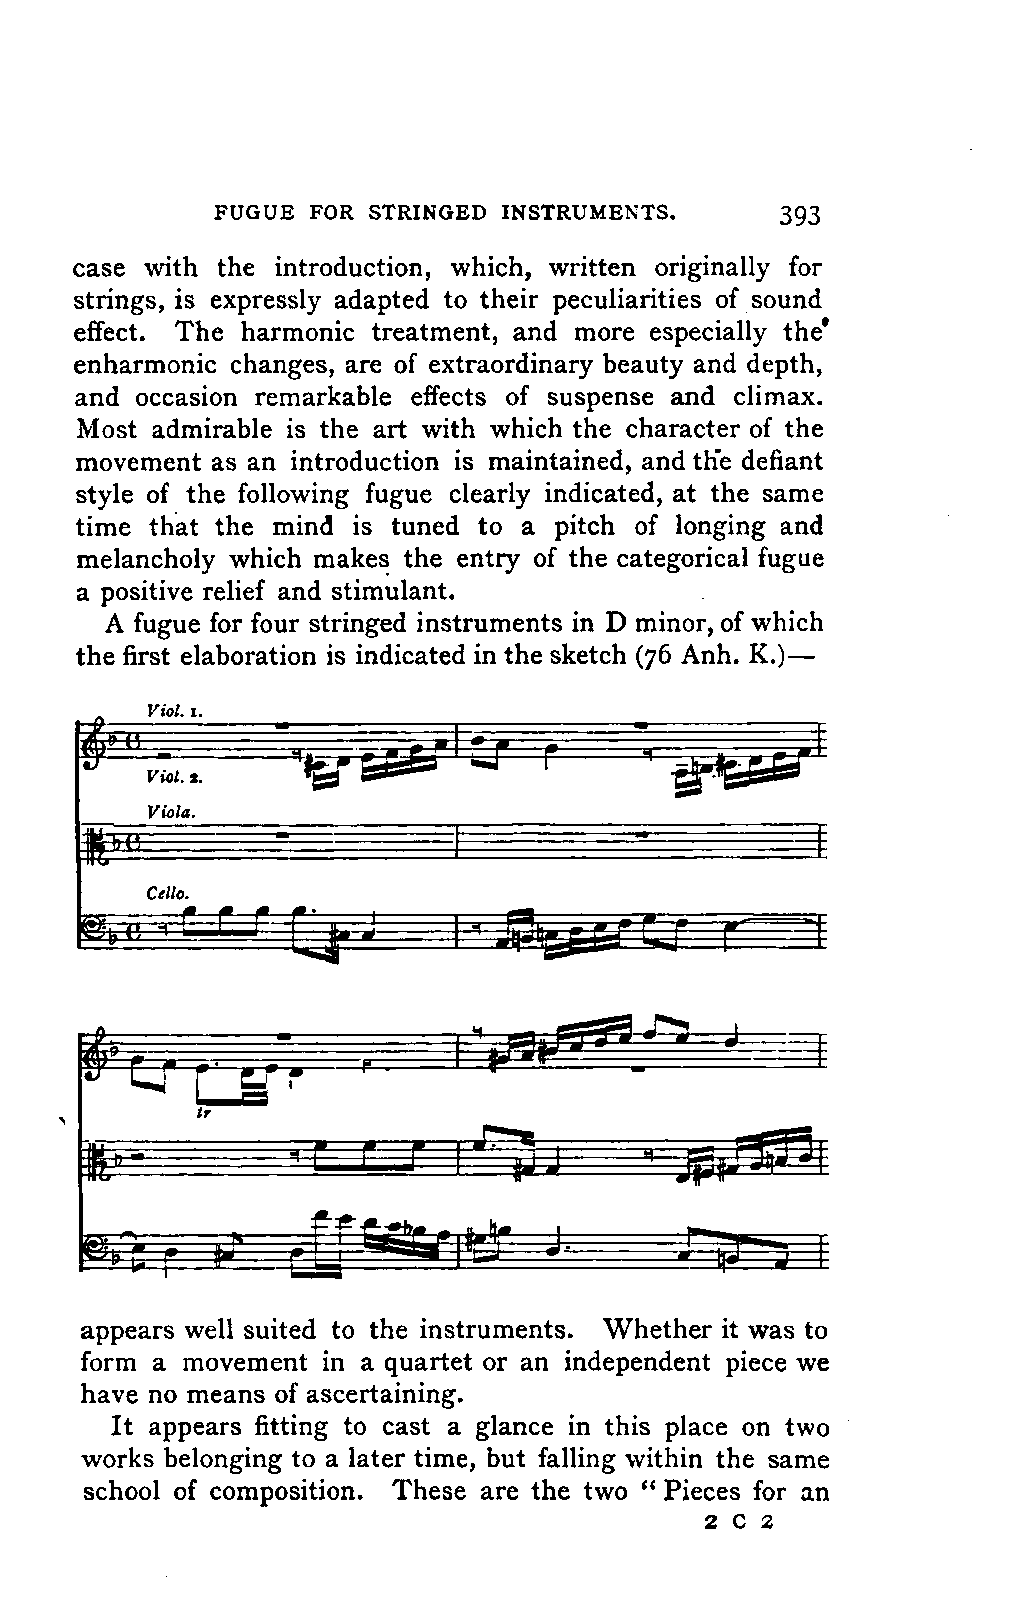 FUGUE FOR STRINGED INSTRUMENTS. 393
case with the introduction, which, written originally for
strings, is expressly adapted to their peculiarities of sound
effect. The harmonic treatment, and more especially the
enharmonic changes, are of extraordinary beauty and depth,
and occasion remarkable effects of suspense and climax.
Most admirable is the art with which the character of the
movement as an introduction is maintained, and the defiant
style of the following fugue clearly indicated, at the same
time that the mind is tuned to a pitch of longing and
melancholy which makes the entry of the categorical fugue
a positive relief and stimulant.
A fugue for four stringed instruments in D minor, of which
the first elaboration is indicated in the sketch (76 Anh. K.)—
Viol. 1.
Viol. 2.
Viola.
Cello.
tr
appears well suited to the instruments. Whether it was to
form a movement in a quartet or an independent piece we
have no means of ascertaining.
It appears fitting to cast a glance in this place on two
works belonging to a later time, but falling within the same
school of composition. These are the two “Pieces for an
2 C 2